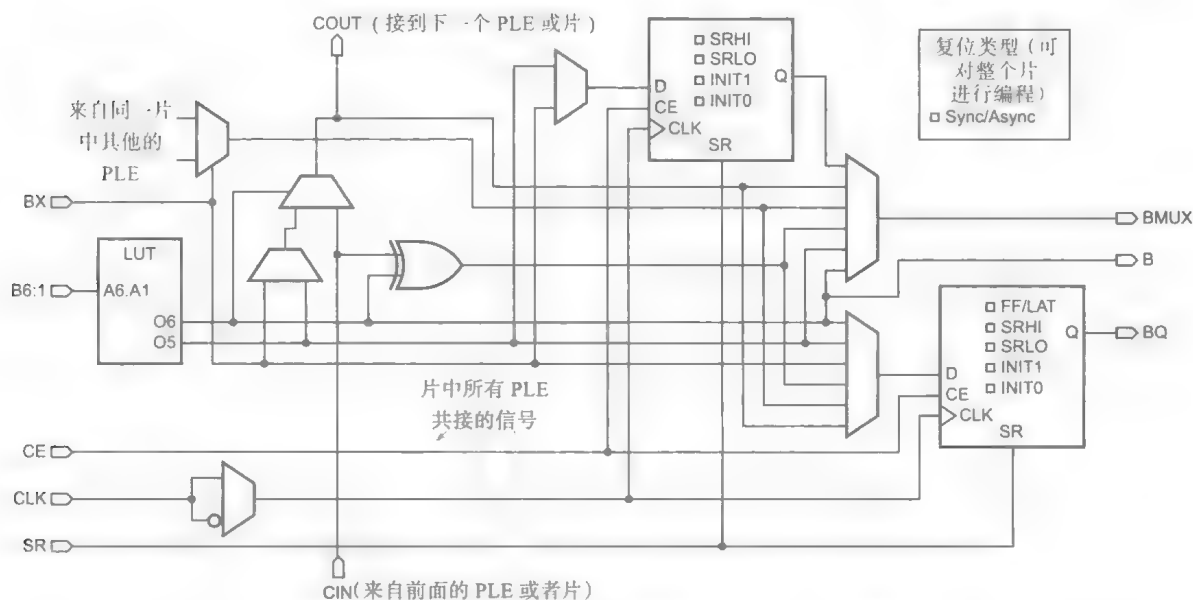 COUT (接到下一个 PLE 或片)
来自同一片
中其他的
PLE
SRHI
SRLO
INIT1
INIT0
D
CE
CLK
SR
Q
复位类型(可
对整个片
进行编程)
Sync/Async
BX
LUT
B6:1
A6:A1
O6
O5
BMUX
B
FF/LAT
SRHI
SRLO
INIT1
INIT0
D
CE
CLK
SR
Q
BQ
片中所有 PLE
共接的信号
CE
CLK
SR
CIN(来自前面的 PLE 或者片)